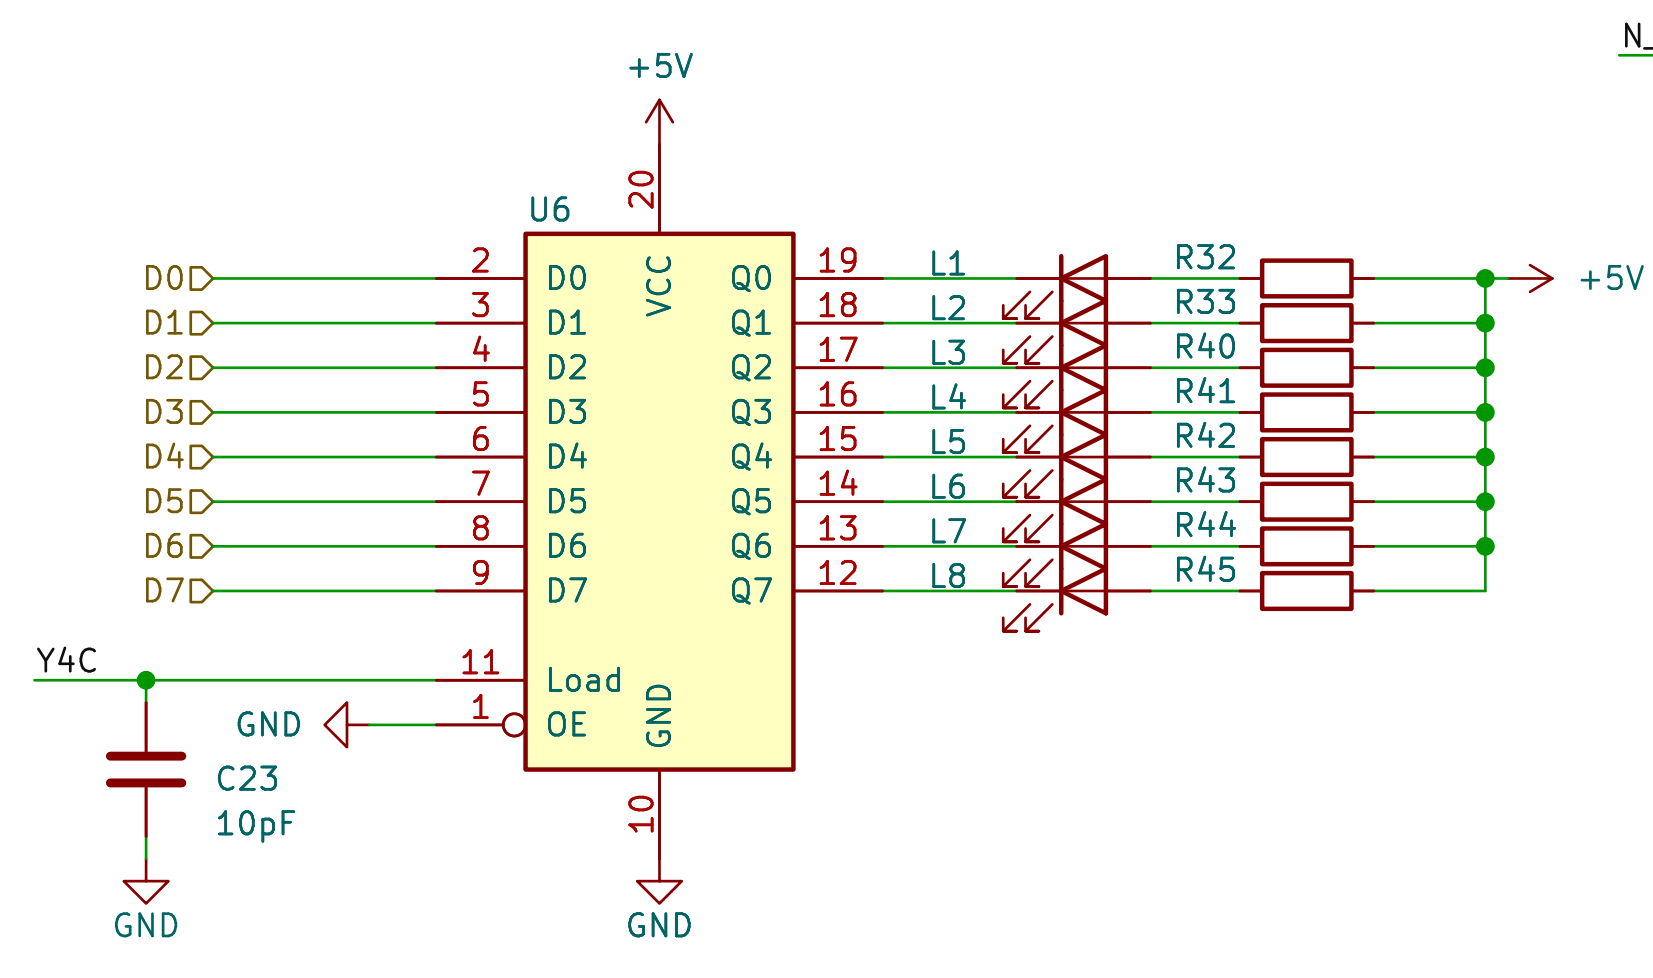 N_
+5V
20
U6
D0 2 D0 VCC Q0 19 L1 R32 +5V
D1 3 D1 Q1 18 L2 R33
D2 4 D2 Q2 17 L3 R40
D3 5 D3 Q3 16 L4 R41
D4 6 D4 Q4 15 L5 R42
D5 7 D5 Q5 14 L6 R43
D6 8 D6 Q6 13 L7 R44
D7 9 D7 Q7 12 L8 R45
Y4C 11 Load
GND 1 OE GND
C23
10pF
10
GND
GND